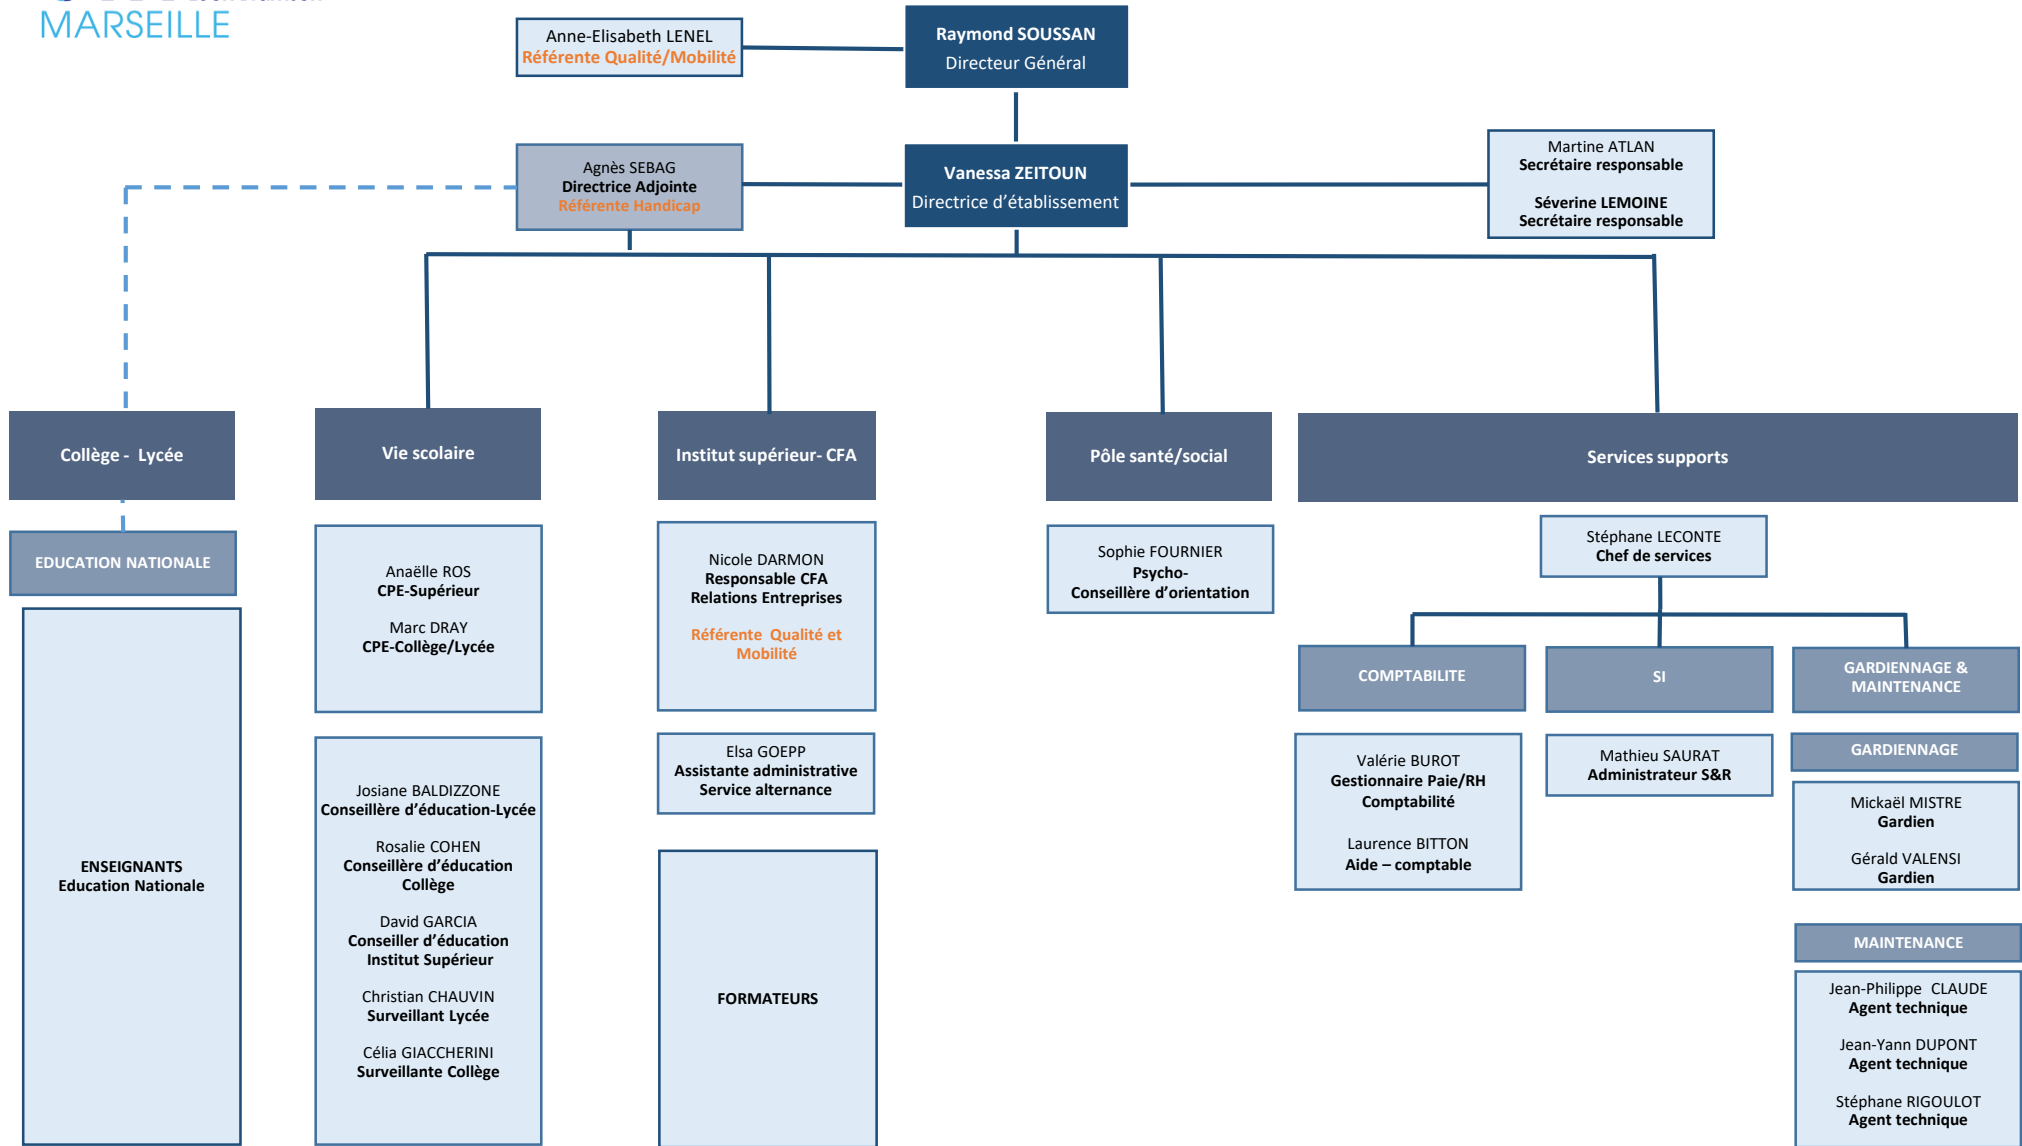 MARSEILLE
Anne-Elisabeth LENEL
Référente Qualité/Mobilité
Raymond SOUSSAN
Directeur Général
Agnès SEBAG
Directrice Adjointe
Référente Handicap
Vanessa ZEITOUN
Directrice d’établissement
Martine ATLAN
Secrétaire responsable
Séverine LEMOINE
Secrétaire responsable
Collège - Lycée
EDUCATION NATIONALE
ENSEIGNANTS
Education Nationale
Vie scolaire
Anaëlle ROS
CPE-Supérieur
Marc DRAY
CPE-Collège/Lycée
Josiane BALDIZZONE
Conseillère d’éducation-Lycée
Rosalie COHEN
Conseillère d’éducation
Collège
David GARCIA
Conseiller d’éducation
Institut Supérieur
Christian CHAUVIN
Surveillant Lycée
Célia GIACCHERINI
Surveillante Collège
Institut supérieur- CFA
Nicole DARMON
Responsable CFA
Relations Entreprises
Référente Qualité et
Mobilité
Elsa GOEPP
Assistante administrative
Service alternance
FORMATEURS
Pôle santé/social
Sophie FOURNIER
Psycho-
Conseillère d’orientation
Services supports
Stéphane LECONTE
Chef de services
COMPTABILITE
Valérie BUROT
Gestionnaire Paie/RH
Comptabilité
Laurence BITTON
Aide – comptable
SI
Mathieu SAURAT
Administrateur S&R
GARDIENNAGE &
MAINTENANCE
GARDIENNAGE
Mickaël MISTRE
Gardien
Gérald VALENSI
Gardien
MAINTENANCE
Jean-Philippe CLAUDE
Agent technique
Jean-Yann DUPONT
Agent technique
Stéphane RIGOULOT
Agent technique